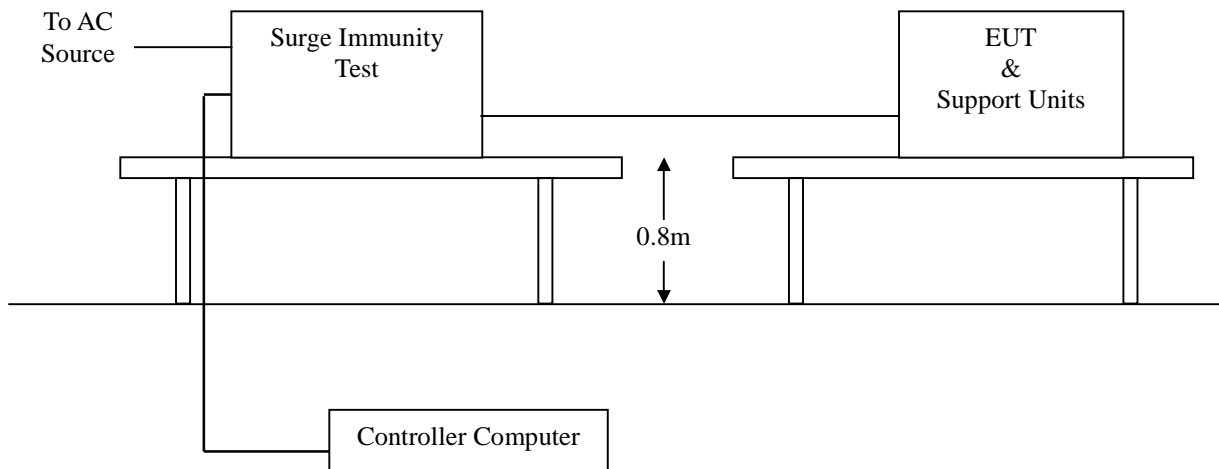 To AC
Source
Surge Immunity
Test
EUT
&
Support Units
0.8m
Controller Computer